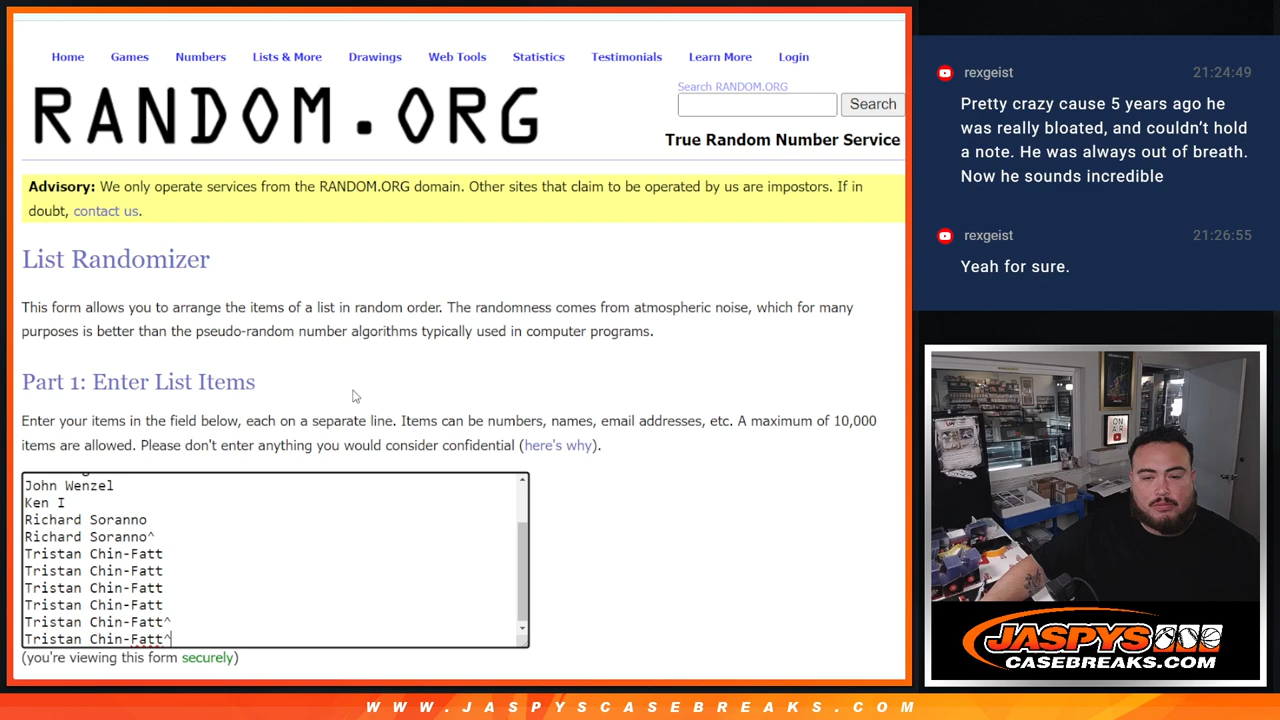 Home Games Numbers Lists & More Drawings Web Tools Statistics Testimonials Learn More Login
RANDOM.ORG
Search RANDOM.ORG
Search
True Random Number Service
Advisory: We only operate services from the RANDOM.ORG domain. Other sites that claim to be operated by us are impostors. If in
doubt, contact us.
List Randomizer
This form allows you to arrange the items of a list in random order. The randomness comes from atmospheric noise, which for many
purposes is better than the pseudo-random number algorithms typically used in computer programs.
Part 1: Enter List Items
Enter your items in the field below, each on a separate line. Items can be numbers, names, email addresses, etc. A maximum of 10,000
items are allowed. Please don't enter anything you would consider confidential (here's why).
John Wenzel
Ken I
Richard Soranno
Richard Soranno^
Tristan Chin-Fatt
Tristan Chin-Fatt
Tristan Chin-Fatt
Tristan Chin-Fatt
Tristan Chin-Fatt^
Tristan Chin-Fatt^
(you're viewing this form securely)
rexgeist 21:24:49
Pretty crazy cause 5 years ago he
was really bloated, and couldn't hold
a note. He was always out of breath.
Now he sounds incredible
rexgeist 21:26:55
Yeah for sure.
ON
AIR
JASPYS
CASEBREAKS.COM
WWW.JASPYSCASEBREAKS.COM